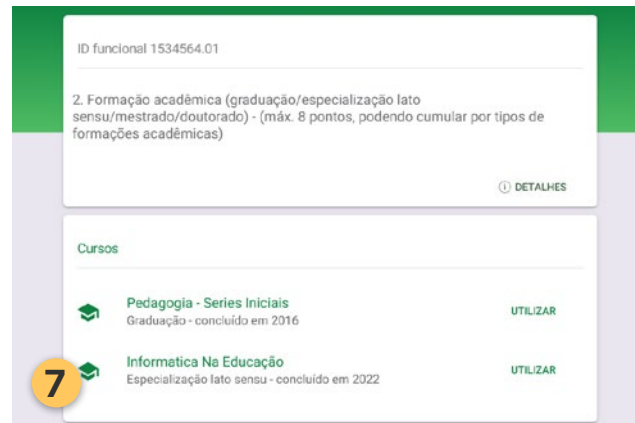 ID funcional 1534564.01
2. Formação acadêmica (graduação/especialização lato
sensu/mestrado/doutorado) - (máx. 8 pontos, podendo cumular por tipos de
formações acadêmicas)
DETALHES
Cursos
Pedagogia - Series Iniciais
Graduação - concluído em 2016
UTILIZAR
Informatica Na Educação
Especialização lato sensu - concluído em 2022
UTILIZAR
7